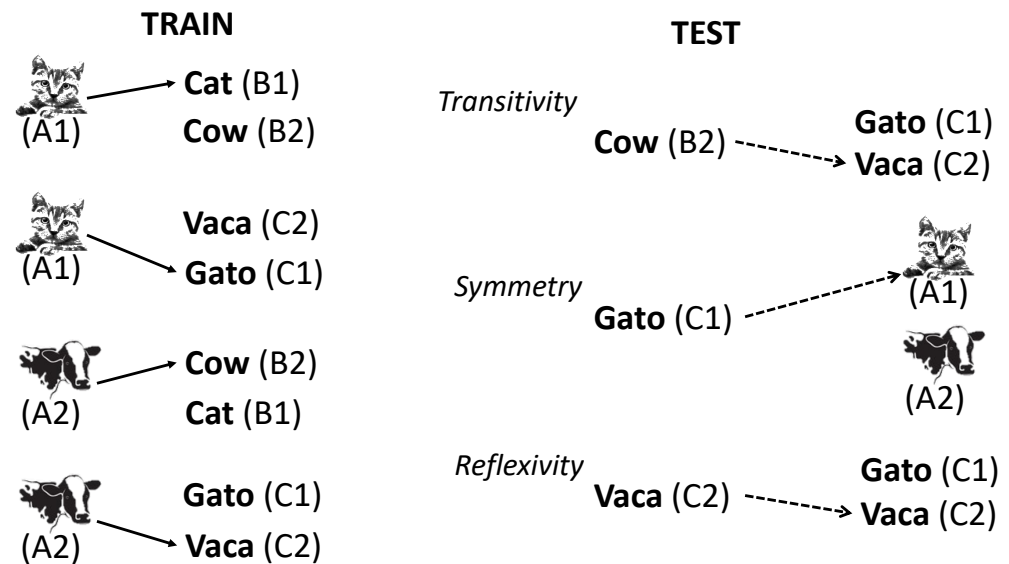 TRAIN
Cat (B1)
(A1)
Cow (B2)
Vaca (C2)
(A1)
Gato (C1)
Cow (B2)
(A2)
Cat (B1)
Gato (C1)
(A2)
Vaca (C2)
TEST
Transitivity
Cow (B2)
Gato (C1)
Vaca (C2)
Symmetry
Gato (C1)
(A1)
(A2)
Reflexivity
Vaca (C2)
Gato (C1)
Vaca (C2)